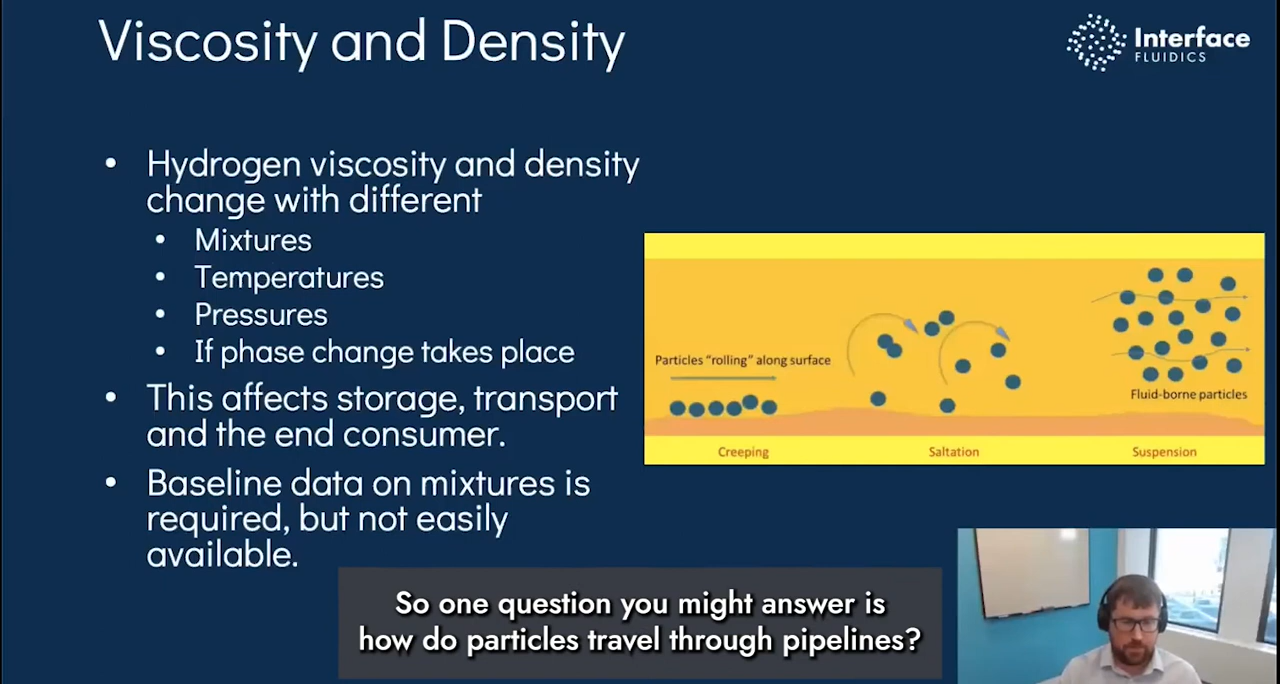 Viscosity and Density
Interface
FLUIDICS
• Hydrogen viscosity and density
change with different
• Mixtures
• Temperatures
• Pressures
• If phase change takes place
• This affects storage, transport
and the end consumer.
• Baseline data on mixtures is
required, but not easily
available.
Particles “rolling” along surface
Fluid-borne particles
Creeping
Saltation
Suspension
So one question you might answer is
how do particles travel through pipelines?